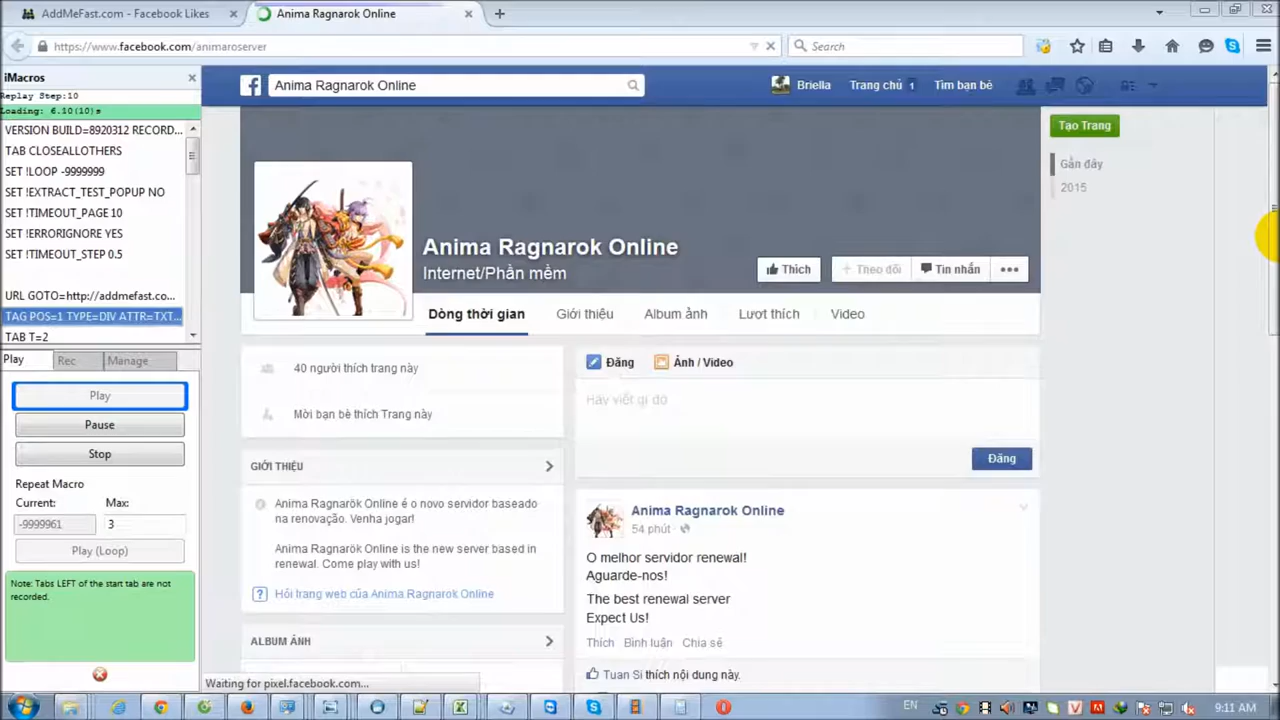 AddMeFast.com - Facebook Likes
Anima Ragnarok Online
https://www.facebook.com/animaroserver
Search
iMacros
Replay Step:10
Loading: 6.10(10)s
VERSION BUILD=8920312 RECORD...
TAB CLOSEALLOTHERS
SET !LOOP -9999999
SET !EXTRACT_TEST_POPUP NO
SET !TIMEOUT_PAGE 10
SET !ERRORIGNORE YES
SET !TIMEOUT_STEP 0.5
URL GOTO=http://addmefast.co...
TAG POS=1 TYPE=DIV ATTR=TXT...
TAB T=2
Play
Rec
Manage
Play
Pause
Stop
Repeat Macro
Current:
Max:
-9999961
3
Play (Loop)
Note: Tabs LEFT of the start tab are not
recorded.
Anima Ragnarok Online
Briella
Trang chủ 1
Tìm bạn bè
Tạo Trang
Gần đây
2015
Anima Ragnarok Online
Internet/Phần mềm
Thích
Theo dõi
Tin nhắn
Dòng thời gian
Giới thiệu
Album ảnh
Lượt thích
Video
40 người thích trang này
Mời bạn bè thích Trang này
GIỚI THIỆU
Anima Ragnarök Online é o novo servidor baseado
na renovação. Venha jogar!
Anima Ragnarök Online is the new server based in
renewal. Come play with us!
Hỏi trang web của Anima Ragnarok Online
ALBUM ẢNH
Đăng
Ảnh / Video
Hãy viết gì đó
Đăng
Anima Ragnarok Online
54 phút
O melhor servidor renewal!
Aguarde-nos!
The best renewal server
Expect Us!
Thích Bình luận Chia sẻ
Tuan Si thích nội dung này.
Waiting for pixel.facebook.com...
EN
9:11 AM